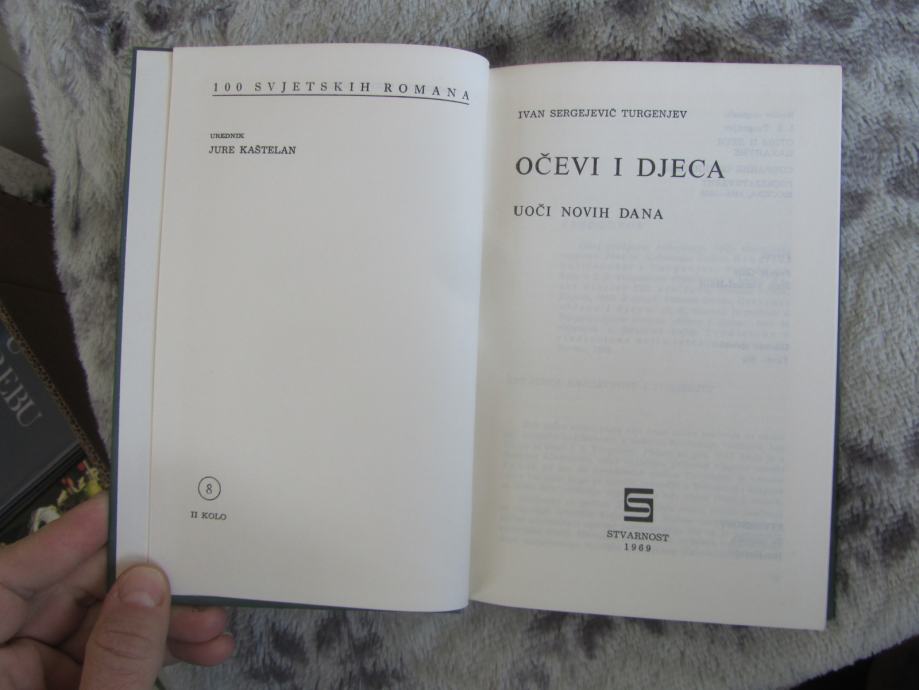 100 SVJETSKIH ROMANA
UREDNIK
JURE KAŠTELAN
8
II KOLO
IVAN SERGEJEVIČ TURGENJEV
OČEVI I DJECA
UOČI NOVIH DANA
STVARNOST
1969